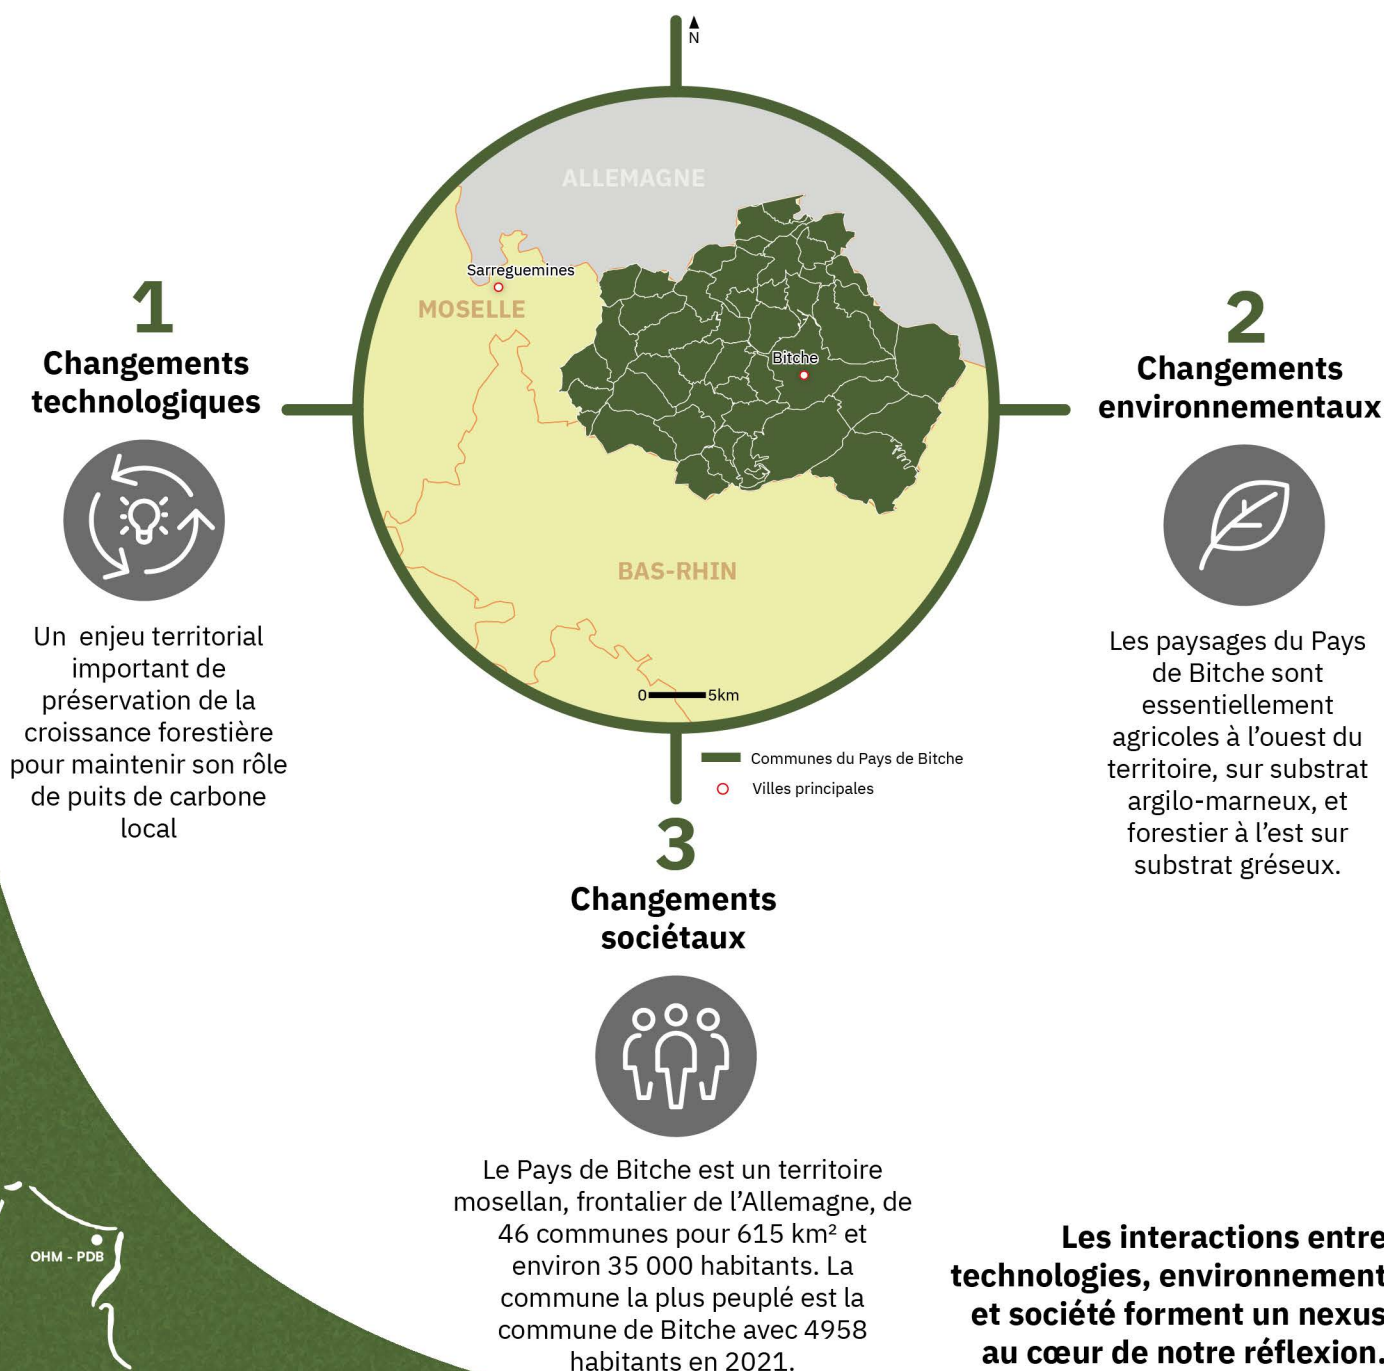 N
ALLEMAGNE
Sarreguemines
MOSELLE
Bitche
BAS-RHIN
0 5km
Communes du Pays de Bitche
Villes principales
1
Changements
technologiques
Un enjeu territorial
important de
préservation de la
croissance forestière
pour maintenir son rôle
de puits de carbone
local
2
Changements
environnementaux
Les paysages du Pays
de Bitche sont
essentiellement
agricoles à l’ouest du
territoire, sur substrat
argilo-marneux, et
forestier à l’est sur
substrat gréseux.
3
Changements
sociétaux
Le Pays de Bitche est un territoire
mosellan, frontalier de l’Allemagne, de
46 communes pour 615 km² et
environ 35 000 habitants. La
commune la plus peuplé est la
commune de Bitche avec 4958
habitants en 2021.
OHM - PDB
Les interactions entre
technologies, environnement
et société forment un nexus
au cœur de notre réflexion.